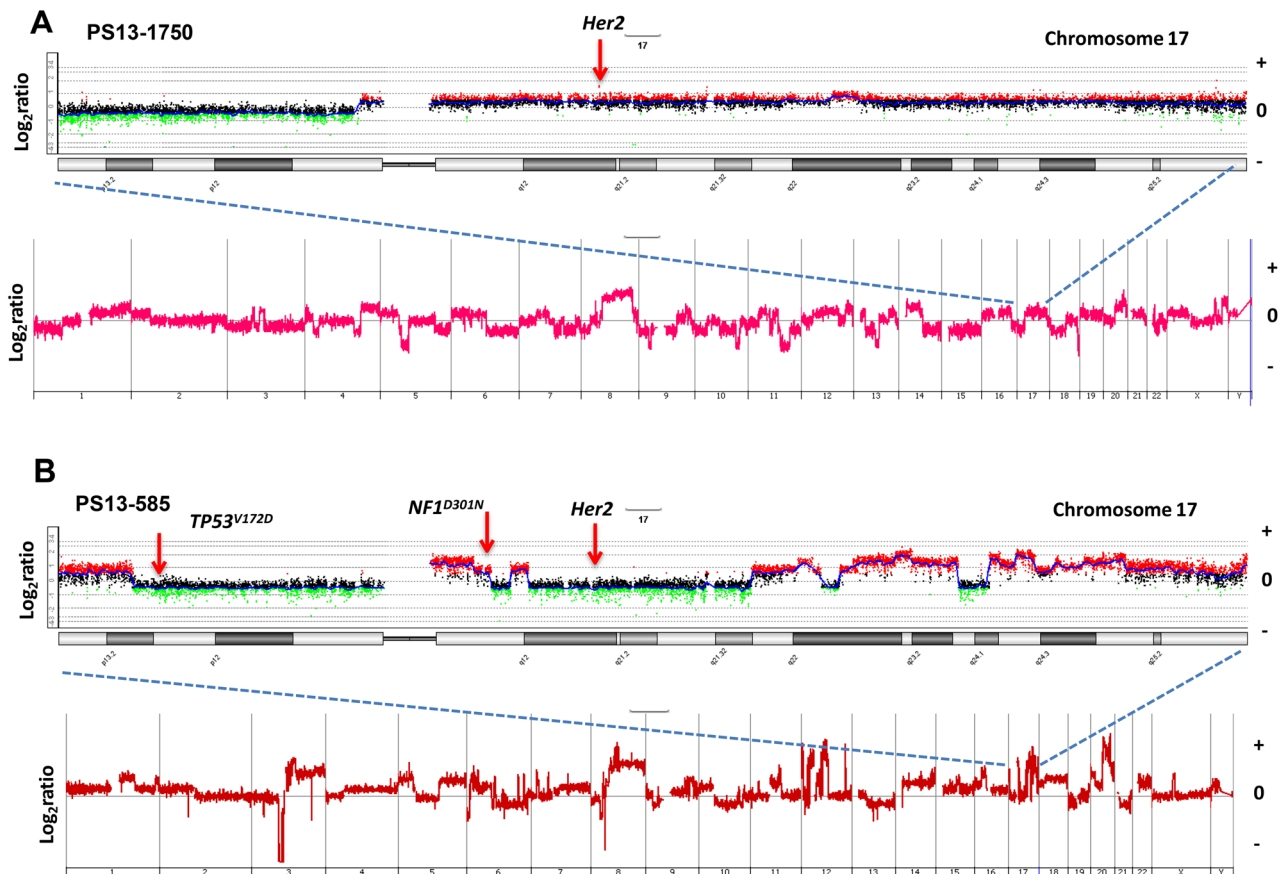 A
PS13-1750
Her2
17
Chromosome 17
Log2ratio
+
0
-
p12
q12
q21.2
q21.32
q22
q23.2
q24.1
q24.3
q25.2
Log2ratio
+
0
-
1 2 3 4 5 6 7 8 9 10 11 12 13 14 15 16 17 18 19 20 21 22 X Y
B
PS13-585
TP53V172D
NF1D301N
Her2
17
Chromosome 17
Log2ratio
+
0
-
p13.2 p12 q12 q21.2 q21.32 q22 q23.2 q24.1 q24.3 q25.2
Log2ratio
+
0
-
1 2 3 4 5 6 7 8 9 10 11 12 13 14 15 16 17 18 19 20 21 22 X Y